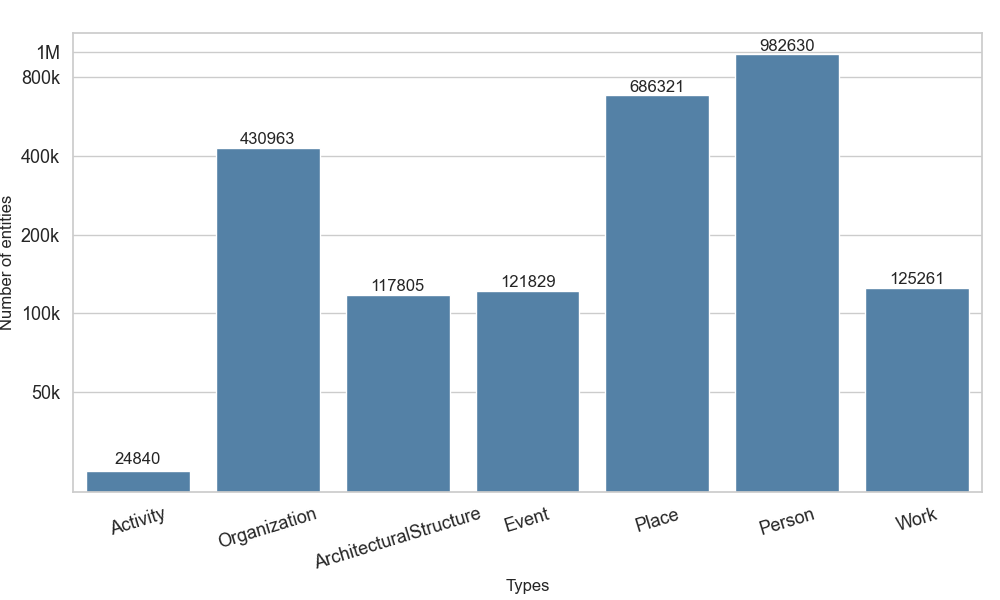 1M
800k
400k
200k
100k
50k
Number of entities
982630
686321
430963
125261
121829
117805
24840
Activity
Organization
ArchitecturalStructure
Event
Place
Person
Work
Types